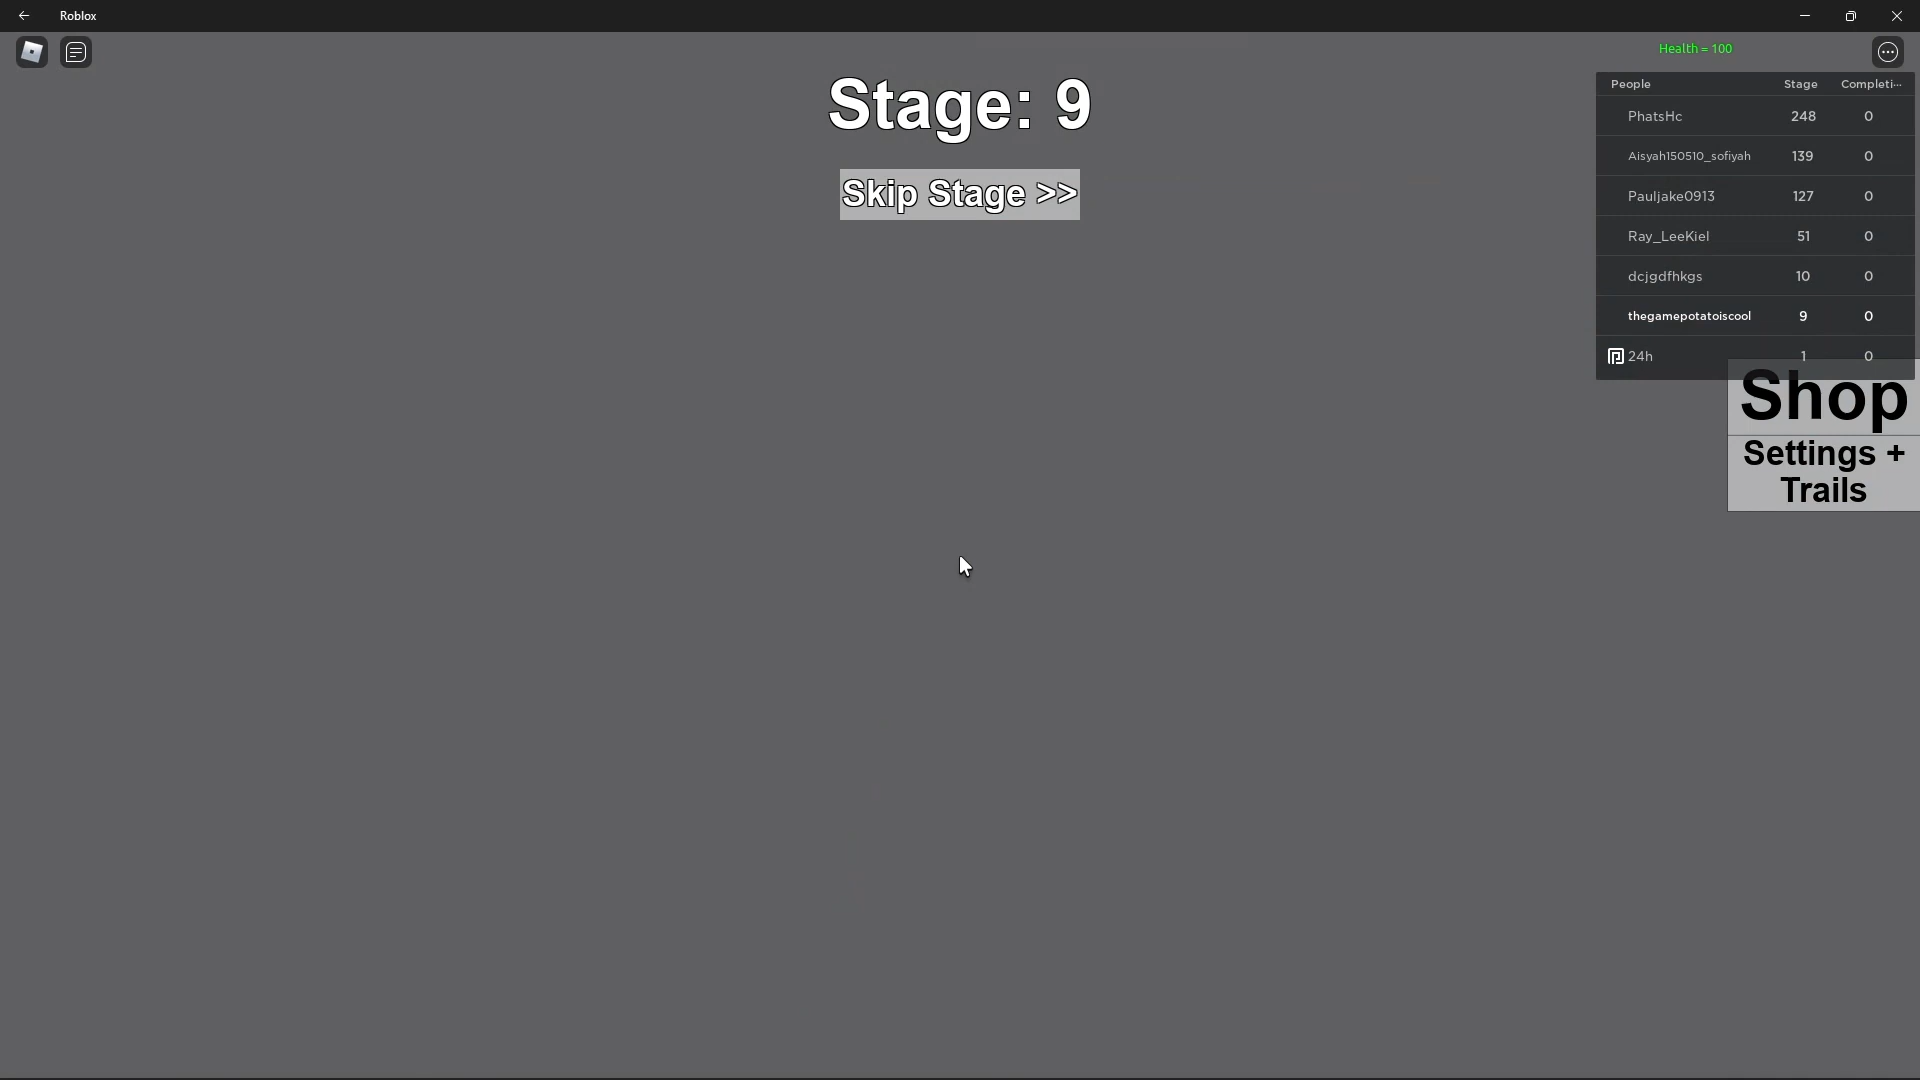 Roblox
Health = 100
Stage: 9
Skip Stage >>
People Stage Completi...
PhatsHc 248 0
Aisyah150510_sofiyah 139 0
Pauljake0913 127 0
Ray_LeeKiel 51 0
dcjgdfhkgs 10 0
thegamepotatoiscool 9 0
24h 1 0
Shop
Settings +
Trails